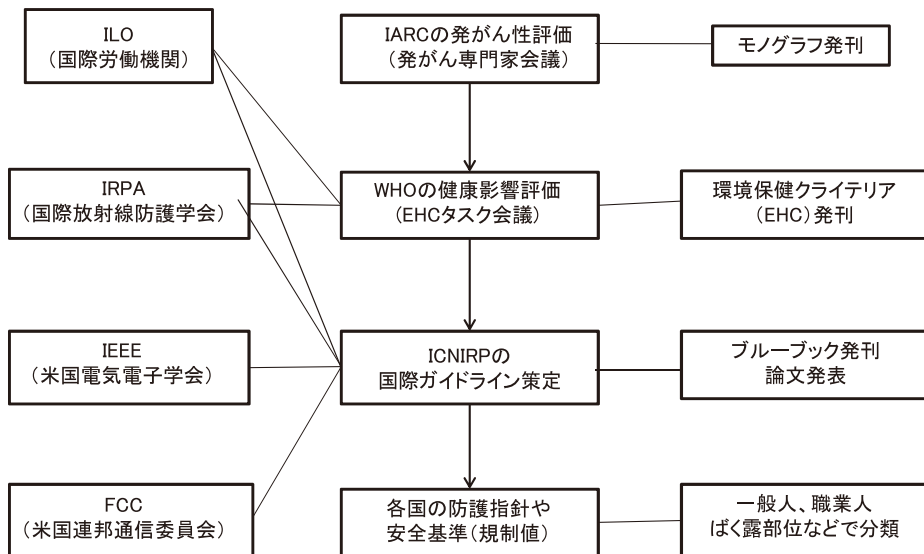 ILO
(国際労働機関)
IARCの発がん性評価
(発がん専門家会議)
モノグラフ発刊
IRPA
(国際放射線防護学会)
WHOの健康影響評価
(EHCタスク会議)
環境保健クライテリア
(EHC)発刊
IEEE
(米国電気電子学会)
ICNIRPの
国際ガイドライン策定
ブルーブック発刊
論文発表
FCC
(米国連邦通信委員会)
各国の防護指針や
安全基準(規制値)
一般人、職業人
ばく露部位などで分類